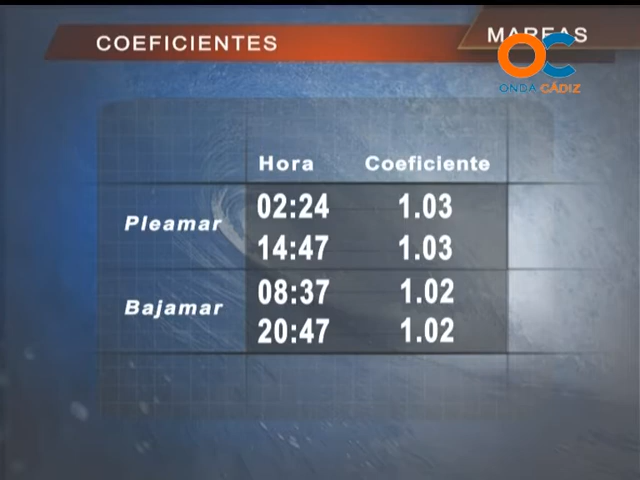 COEFICIENTES
MAREAS
OC
ONDA CÁDIZ
Hora Coeficiente
Pleamar
02:24 1.03
14:47 1.03
Bajamar
08:37 1.02
20:47 1.02